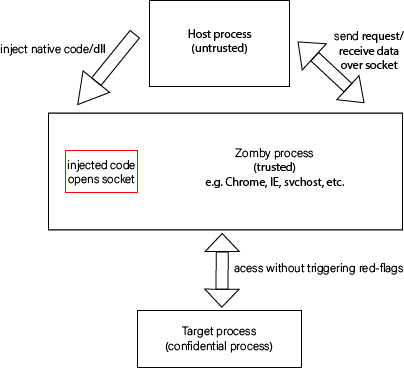 Host process
(untrusted)
inject native code/dll
send request/
receive data
over socket
injected code
opens socket
Zomby process
(trusted)
e.g. Chrome, IE, svchost, etc.
acess without triggering red-flags
Target process
(confidential process)